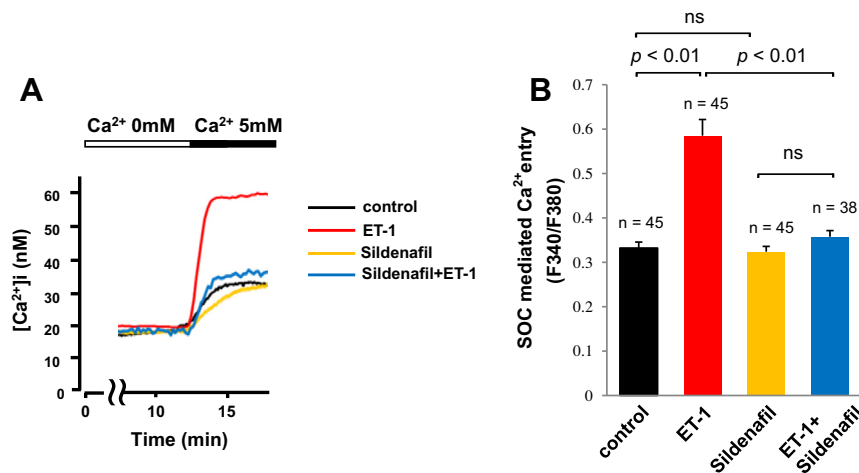 A
Ca²⁺ 0mM Ca²⁺ 5mM
60
50
40
30
20
10
0
[Ca²⁺]i (nM)
0 10 15
Time (min)
control
ET-1
Sildenafil
Sildenafil+ET-1
B
ns
p < 0.01 p < 0.01
n = 45
ns
n = 45
n = 45
n = 38
0.7
0.6
0.5
0.4
0.3
0.2
0.1
0
SOC mediated Ca²⁺entry
(F340/F380)
control
ET-1
Sildenafil
ET-1+
Sildenafil